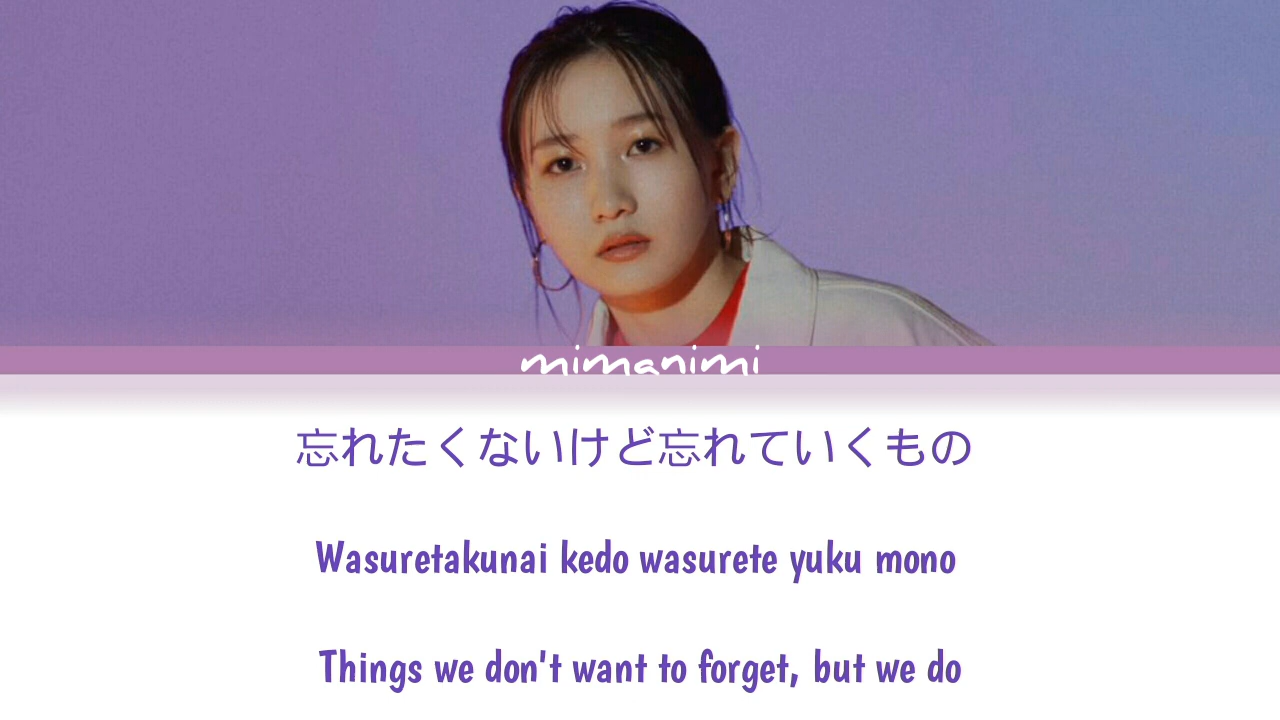 mimanimi
忘れたくないけど忘れていくもの
Wasuretakunai kedo wasurete yuku mono
Things we don't want to forget, but we do